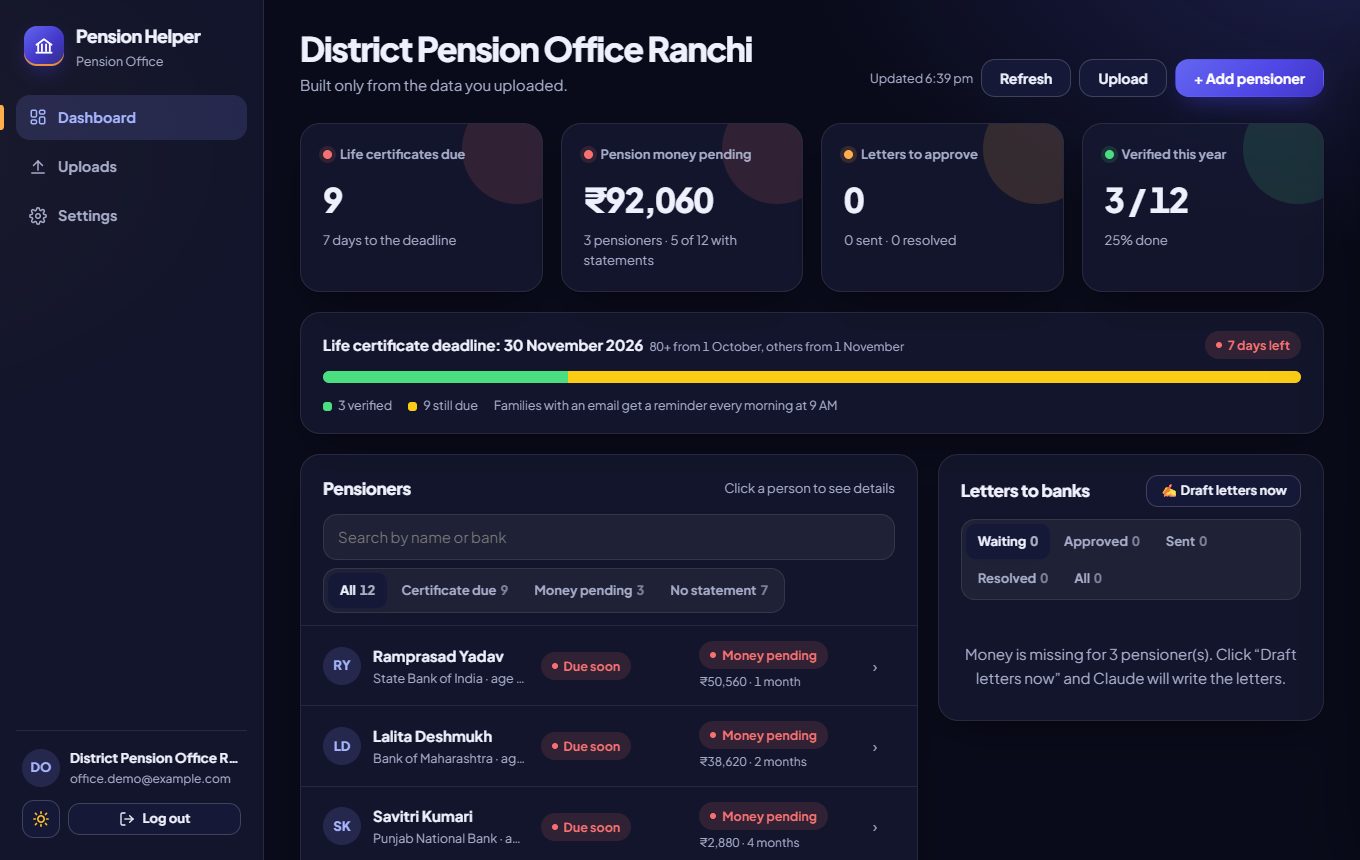 Pension Helper
Pension Office
Dashboard
Uploads
Settings
District Pension Office R...
DO
office.demo@example.com
Log out
District Pension Office Ranchi
Built only from the data you uploaded.
Updated 6:39 pm
Refresh
Upload
+ Add pensioner
Life certificates due
9
7 days to the deadline
Pension money pending
₹92,060
3 pensioners · 5 of 12 with
statements
Letters to approve
0
0 sent · 0 resolved
Verified this year
3 / 12
25% done
Life certificate deadline: 30 November 2026 80+ from 1 October, others from 1 November
7 days left
3 verified 9 still due Families with an email get a reminder every morning at 9 AM
Pensioners
Click a person to see details
Search by name or bank
All 12 Certificate due 9 Money pending 3 No statement 7
RY
Ramprasad Yadav
State Bank of India · age ...
Due soon
Money pending
₹50,560 · 1 month
›
LD
Lalita Deshmukh
Bank of Maharashtra · ag...
Due soon
Money pending
₹38,620 · 2 months
›
SK
Savitri Kumari
Punjab National Bank · a...
Due soon
Money pending
₹2,880 · 4 months
›
Letters to banks
✍️ Draft letters now
Waiting 0 Approved 0 Sent 0
Resolved 0 All 0
Money is missing for 3 pensioner(s). Click “Draft
letters now” and Claude will write the letters.